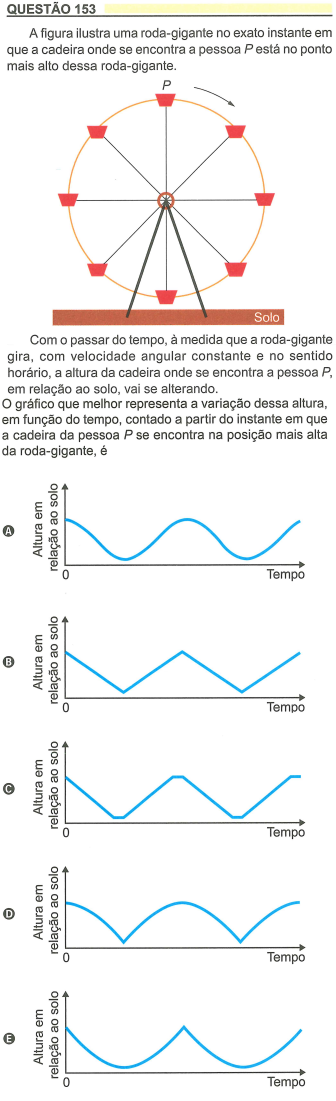 QUESTÃO 153
A figura ilustra uma roda-gigante no exato instante em
que a cadeira onde se encontra a pessoa P está no ponto
mais alto dessa roda-gigante.
P
Solo
Com o passar do tempo, à medida que a roda-gigante
gira, com velocidade angular constante e no sentido
horário, a altura da cadeira onde se encontra a pessoa P,
em relação ao solo, vai se alterando.
O gráfico que melhor representa a variação dessa altura,
em função do tempo, contado a partir do instante em que
a cadeira da pessoa P se encontra na posição mais alta
da roda-gigante, é
A
Altura em
relação ao solo
0
Tempo
B
Altura em
relação ao solo
0
Tempo
C
Altura em
relação ao solo
0
Tempo
D
Altura em
relação ao solo
0
Tempo
E
Altura em
relação ao solo
0
Tempo